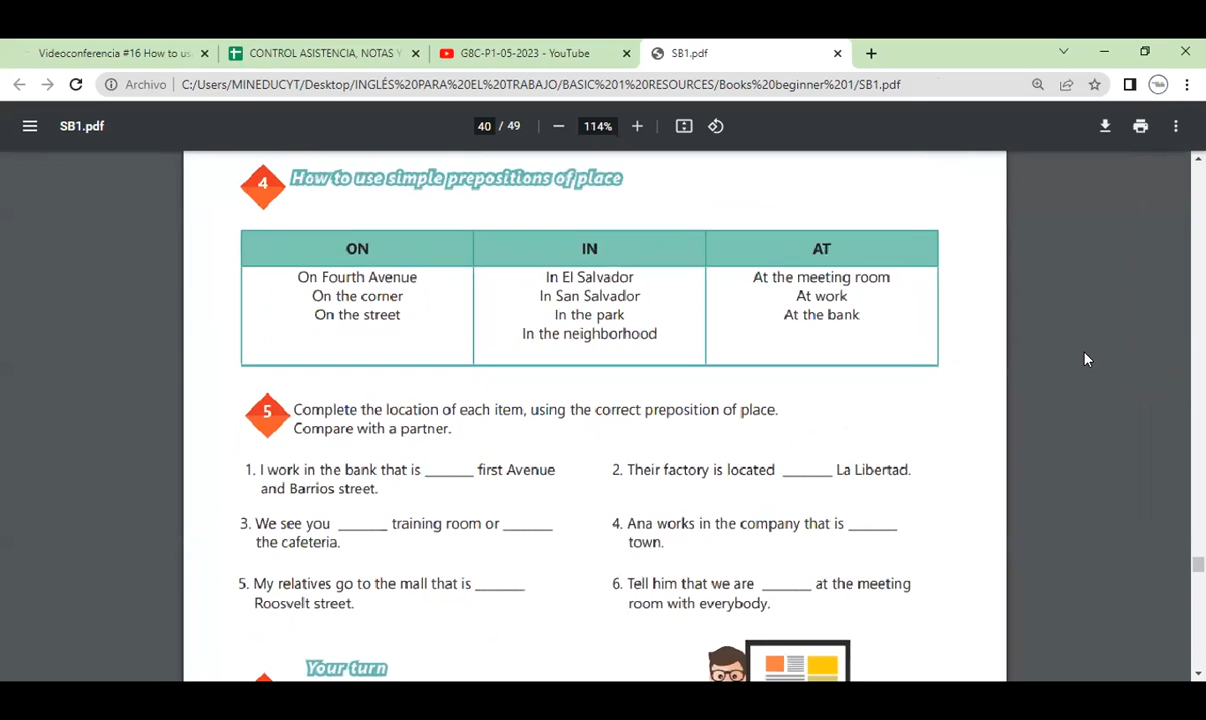 Videoconferencia #16 How to us
CONTROL ASISTENCIA, NOTAS Y
G8C-P1-05-2023 - YouTube
SB1.pdf
Archivo
C:/Users/MINEDUCYT/Desktop/INGLÉS%20PARA%20EL%20TRABAJO/BASIC%201%20RESOURCES/Books%20beginner%201/SB1.pdf
SB1.pdf
40 / 49
114%
4
How to use simple prepositions of place
ON
IN
AT
On Fourth Avenue
On the corner
On the street
In El Salvador
In San Salvador
In the park
In the neighborhood
At the meeting room
At work
At the bank
5
Complete the location of each item, using the correct preposition of place.
Compare with a partner.
1. I work in the bank that is ______ first Avenue
and Barrios street.
2. Their factory is located ______ La Libertad.
3. We see you ______ training room or ______
the cafeteria.
4. Ana works in the company that is ______
town.
5. My relatives go to the mall that is ______
Roosvelt street.
6. Tell him that we are ______ at the meeting
room with everybody.
Your turn